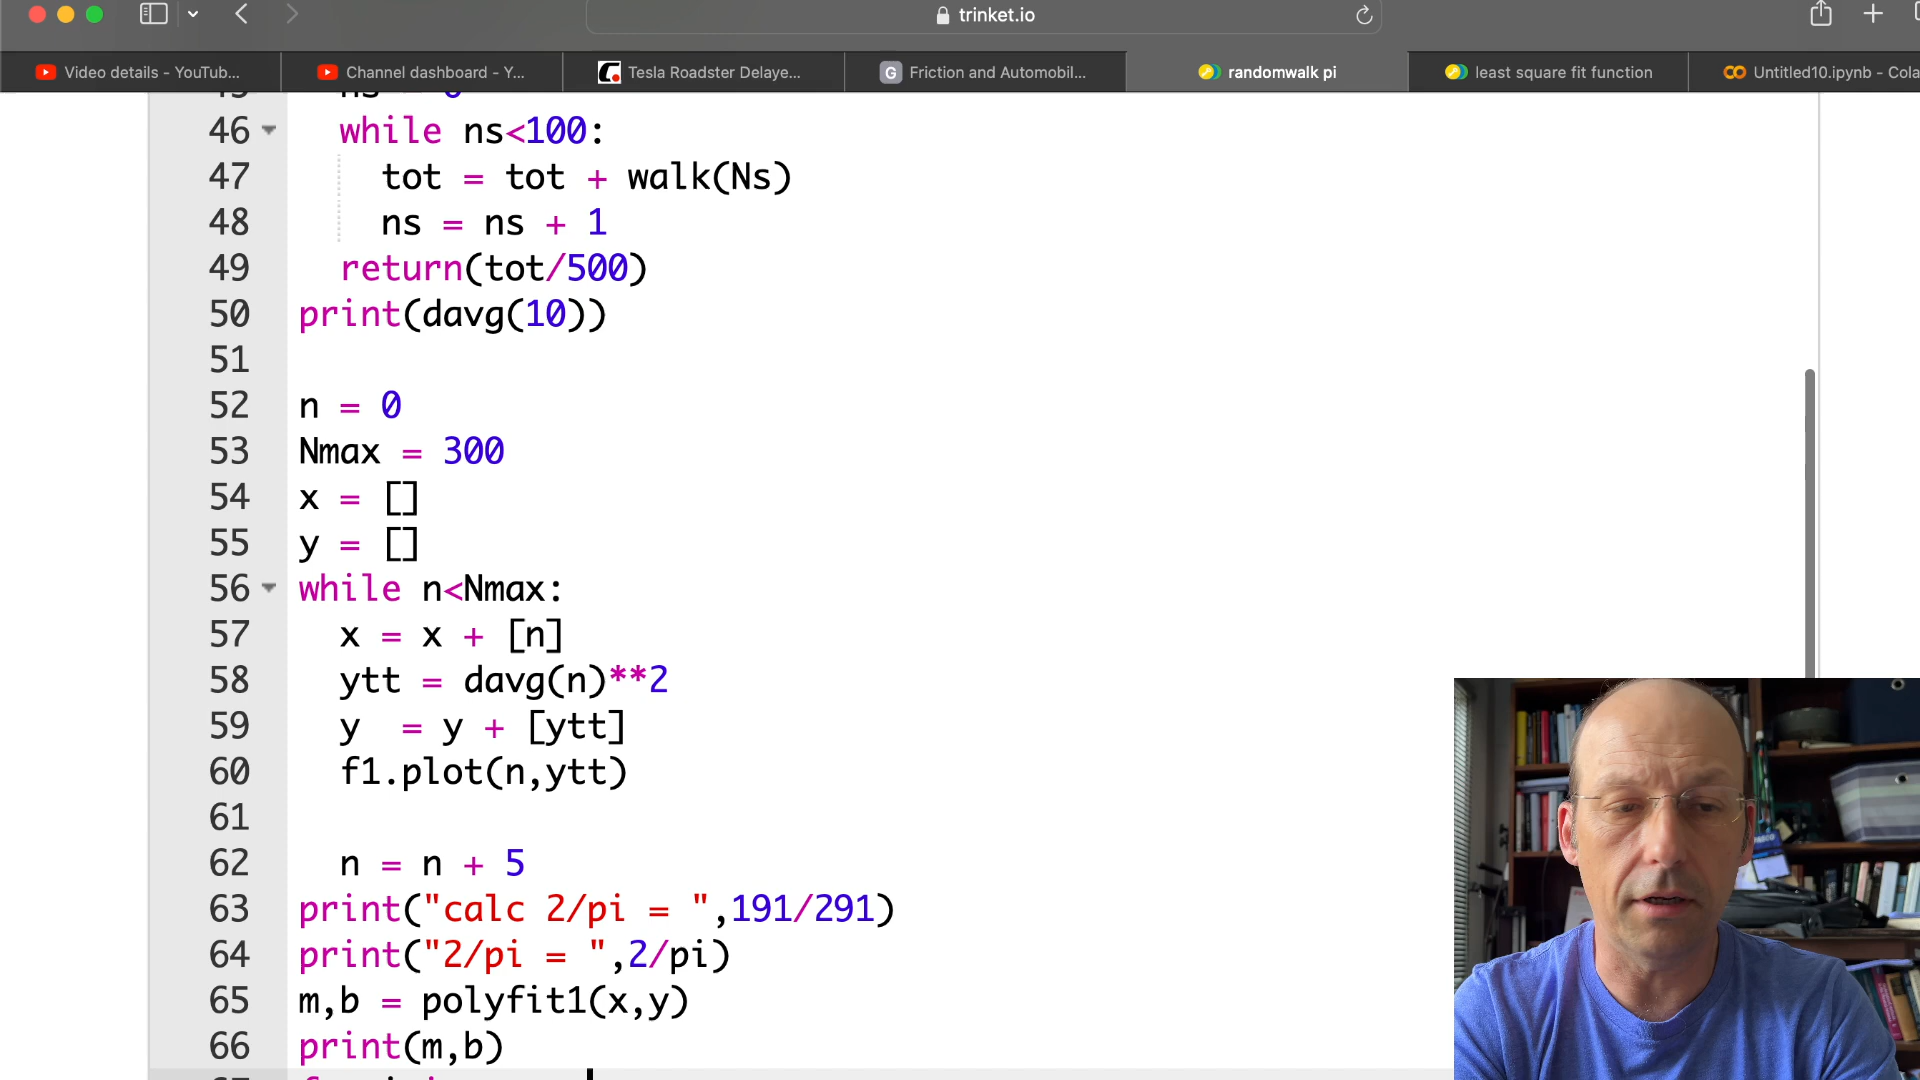 trinket.io
Video details - YouTub...
Channel dashboard - Y...
Tesla Roadster Delaye...
G Friction and Automobil...
randomwalk pi
least square fit function
Untitled10.ipynb - Cola
46 while ns<100:
47 tot = tot + walk(Ns)
48 ns = ns + 1
49 return(tot/500)
50 print(davg(10))
51
52 n = 0
53 Nmax = 300
54 x = []
55 y = []
56 while n<Nmax:
57 x = x + [n]
58 ytt = davg(n)**2
59 y  = y + [ytt]
60 f1.plot(n,ytt)
61
62 n = n + 5
63 print("calc 2/pi = ",191/291)
64 print("2/pi = ",2/pi)
65 m,b = polyfit1(x,y)
66 print(m,b)